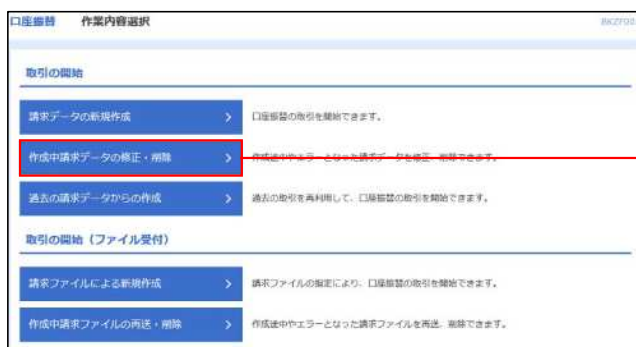 口座振替 作業内容選択 BKZF00
取引の開始
請求データの新規作成 口座振替の取引を開始できます。
作成中請求データの修正・削除 作成途中やエラーとなった請求データを修正、削除できます。
過去の請求データからの作成 過去の取引を再利用して、口座振替の取引を開始できます。
取引の開始（ファイル受付）
請求ファイルによる新規作成 請求ファイルの指定により、口座振替の取引を開始できます。
作成中請求ファイルの再送・削除 作成途中やエラーとなった請求ファイルを再送、削除できます。